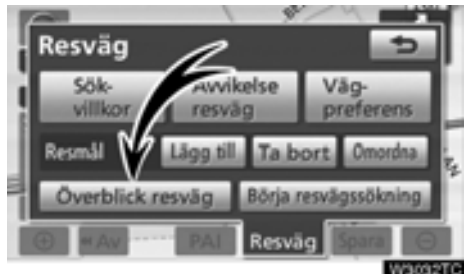 Resväg
Sök-
villkor
Avvikelse
resväg
Väg-
preferens
Resmål
Lägg till
Ta bort
Omordna
Överblick resväg
Börja resvägssökning
«Av
PAI
Resväg
Spara